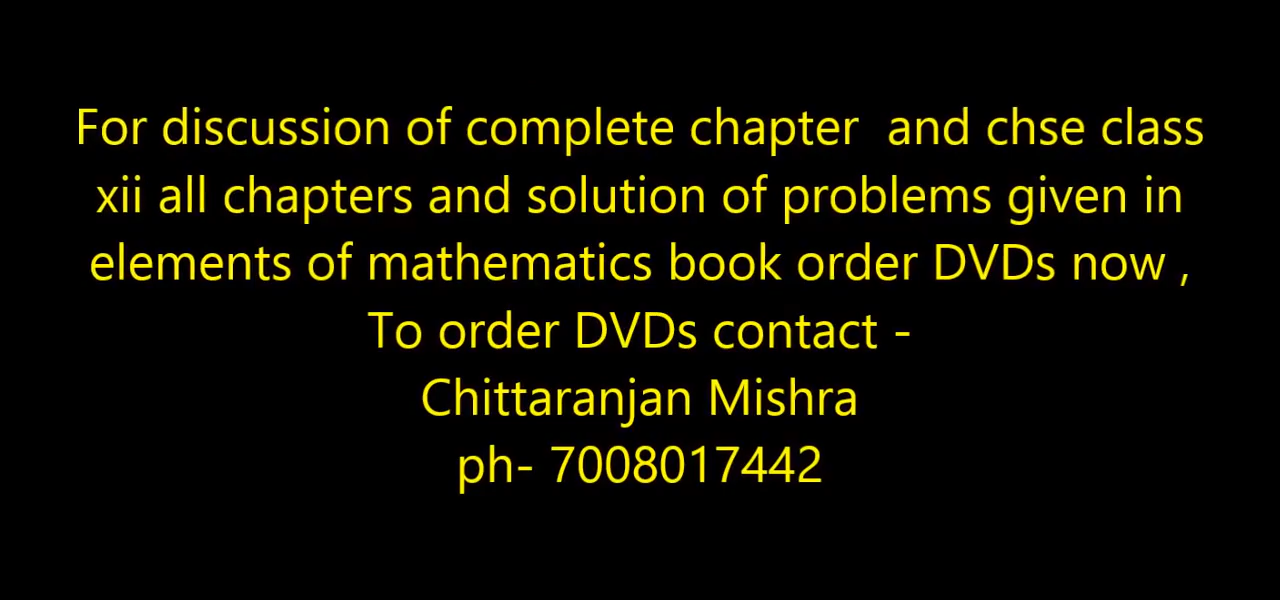 For discussion of complete chapter  and chse class
xii all chapters and solution of problems given in
elements of mathematics book order DVDs now ,
To order DVDs contact -
Chittaranjan Mishra
ph- 7008017442